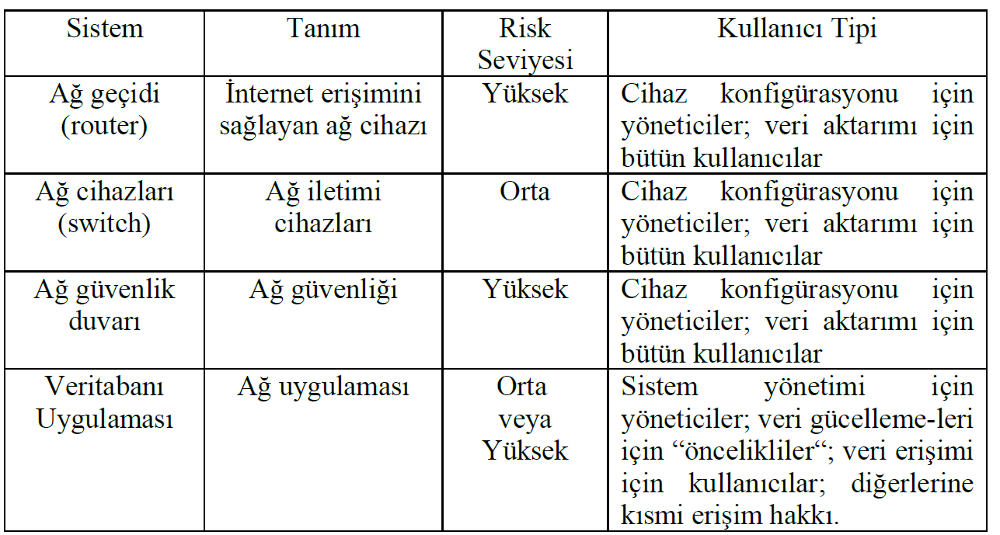 Sistem
Tanım
Risk
Seviyesi
Kullanıcı Tipi
Ağ geçidi
(router)
İnternet erişimini
sağlayan ağ cihazı
Yüksek
Cihaz konfigürasyonu için
yöneticiler; veri aktarımı için
bütün kullanıcılar
Ağ cihazları
(switch)
Ağ iletimi
cihazları
Orta
Cihaz konfigürasyonu için
yöneticiler; veri aktarımı için
bütün kullanıcılar
Ağ güvenlik
duvarı
Ağ güvenliği
Yüksek
Cihaz konfigürasyonu için
yöneticiler; veri aktarımı için
bütün kullanıcılar
Veritabanı
Uygulaması
Ağ uygulaması
Orta
veya
Yüksek
Sistem yönetimi için
yöneticiler; veri gücelleme-leri
için “öncelikliler“; veri erişimi
için kullanıcılar; diğerlerine
kısmi erişim hakkı.